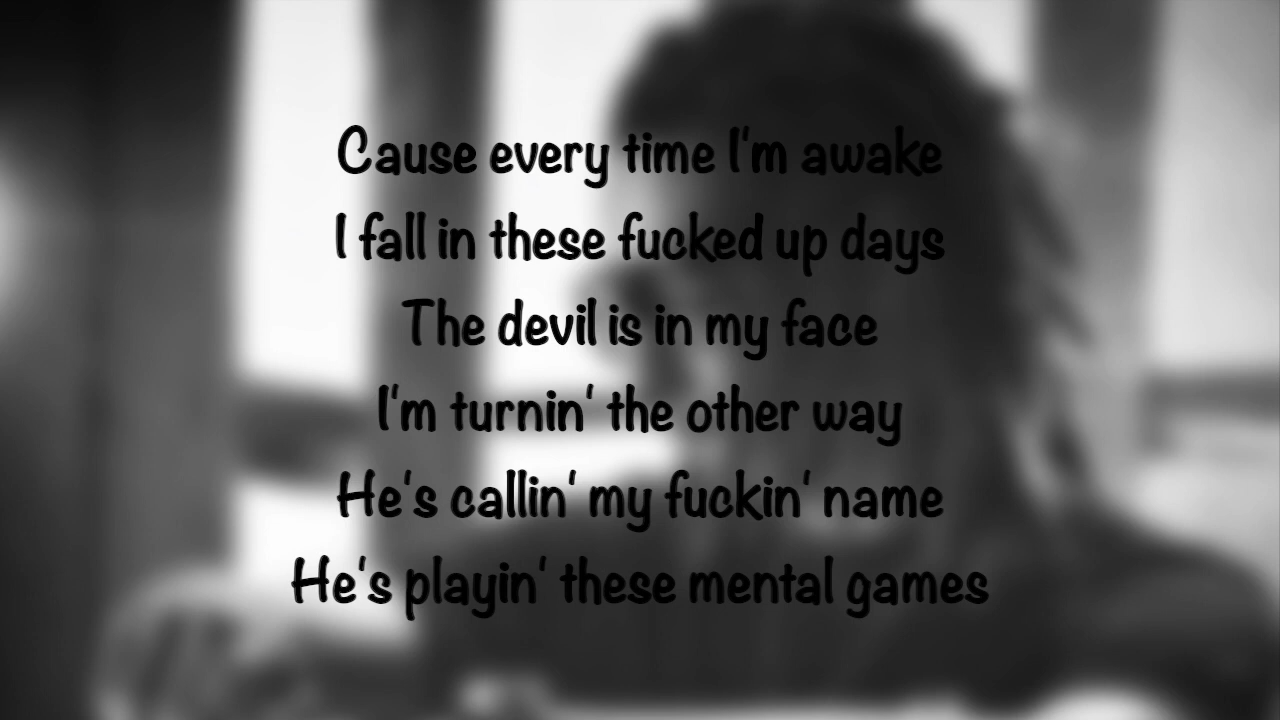 Cause every time I'm awake
I fall in these fucked up days
The devil is in my face
I'm turnin' the other way
He's callin' my fuckin' name
He's playin' these mental games